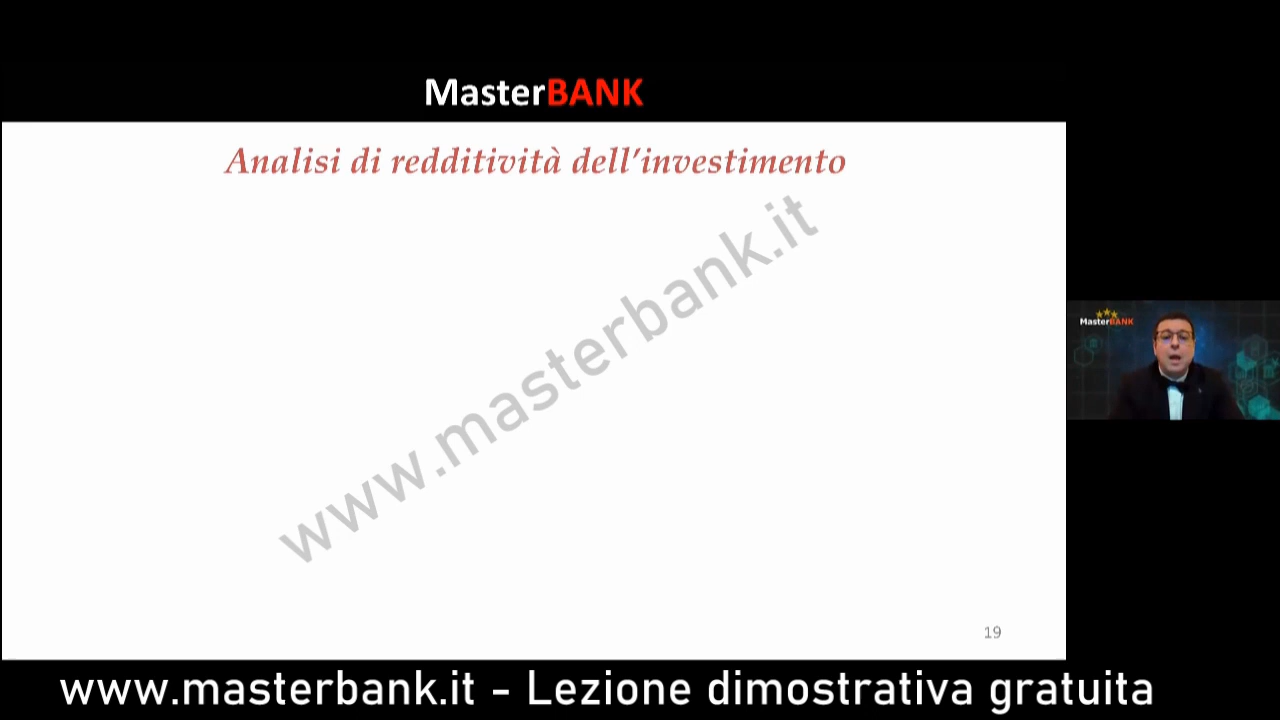 MasterBANK
Analisi di redditività dell’investimento
www.masterbank.it
MasterBANK
19
www.masterbank.it - Lezione dimostrativa gratuita